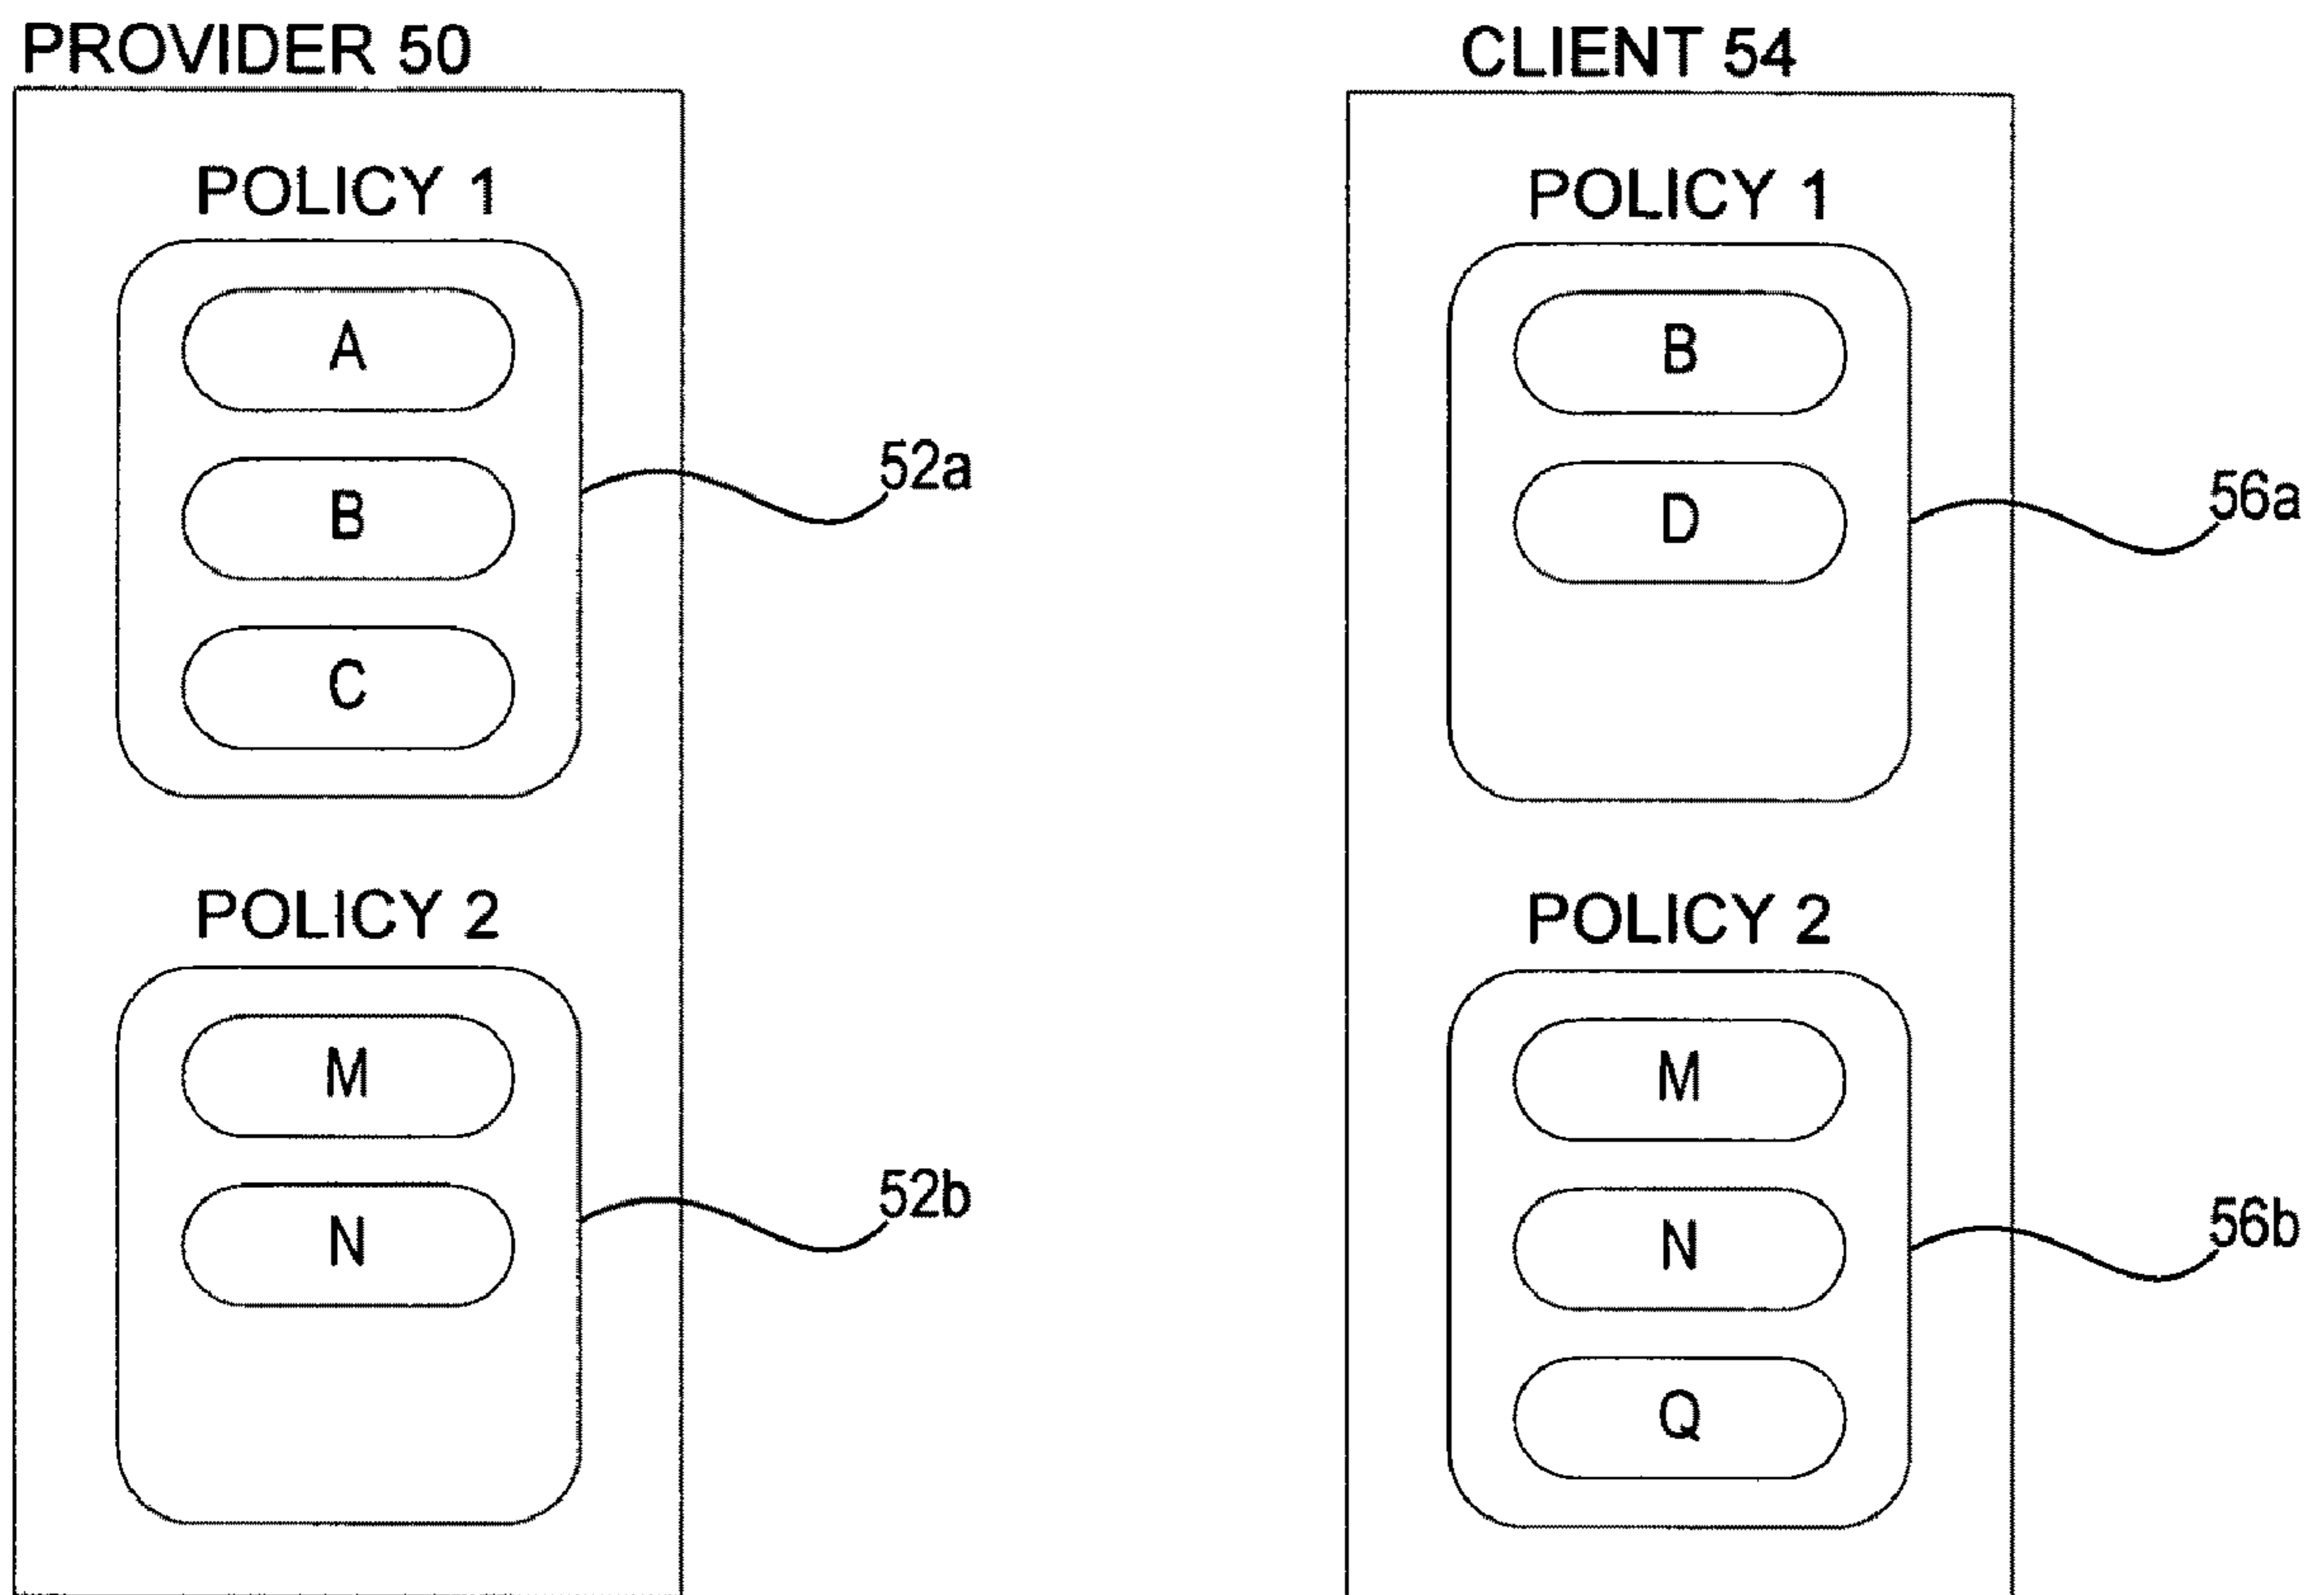 PROVIDER 50
POLICY 1
A
B
C
52a
POLICY 2
M
N
52b
CLIENT 54
POLICY 1
B
D
56a
POLICY 2
M
N
Q
56b